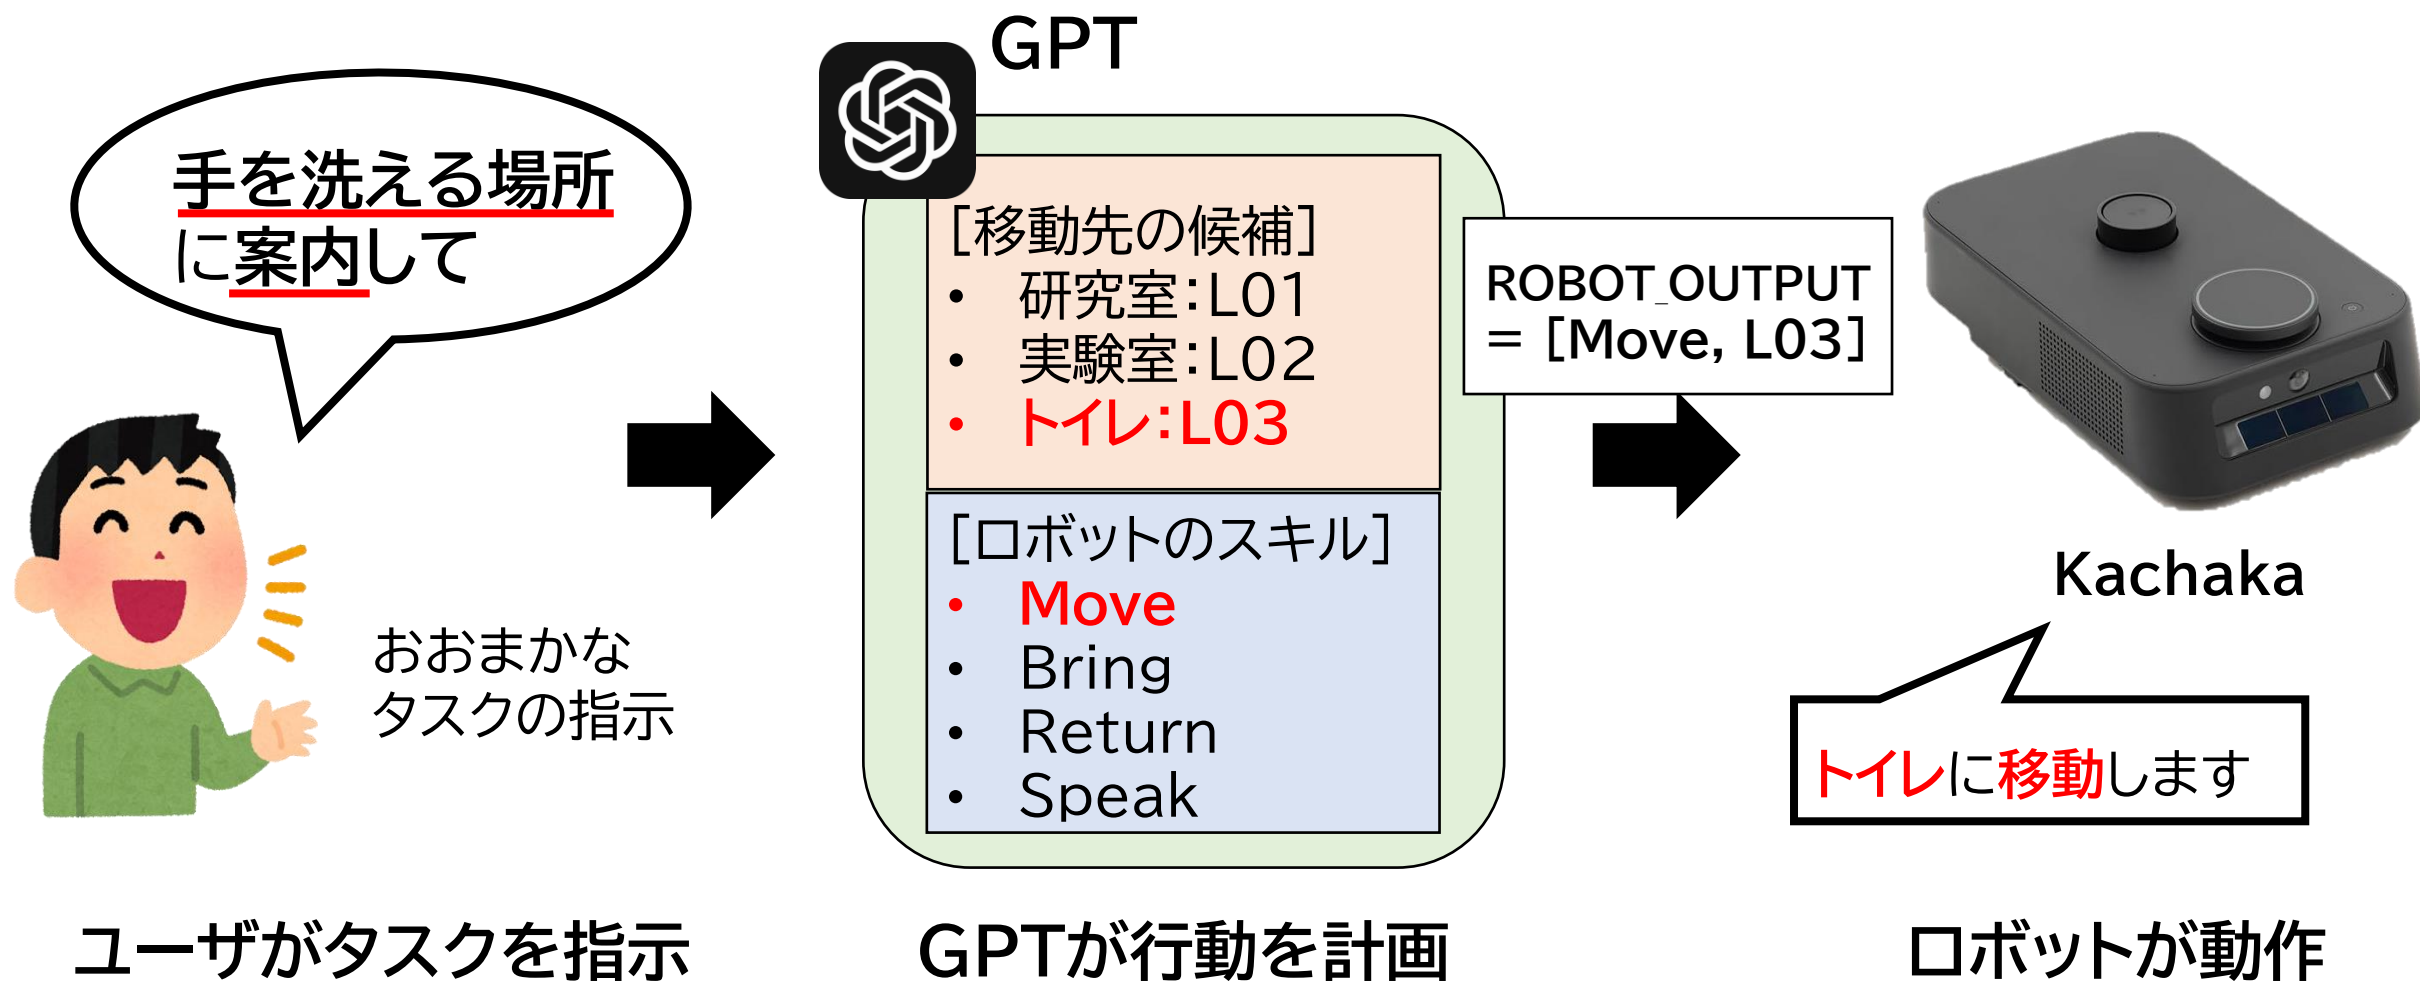 GPT
手を洗える場所
に案内して
おおまかな
タスクの指示
[移動先の候補]
• 研究室：L01
• 実験室：L02
• トイレ：L03
[ロボットのスキル]
• Move
• Bring
• Return
• Speak
ROBOT_OUTPUT
= [Move, L03]
Kachaka
トイレに移動します
ユーザがタスクを指示
GPTが行動を計画
ロボットが動作